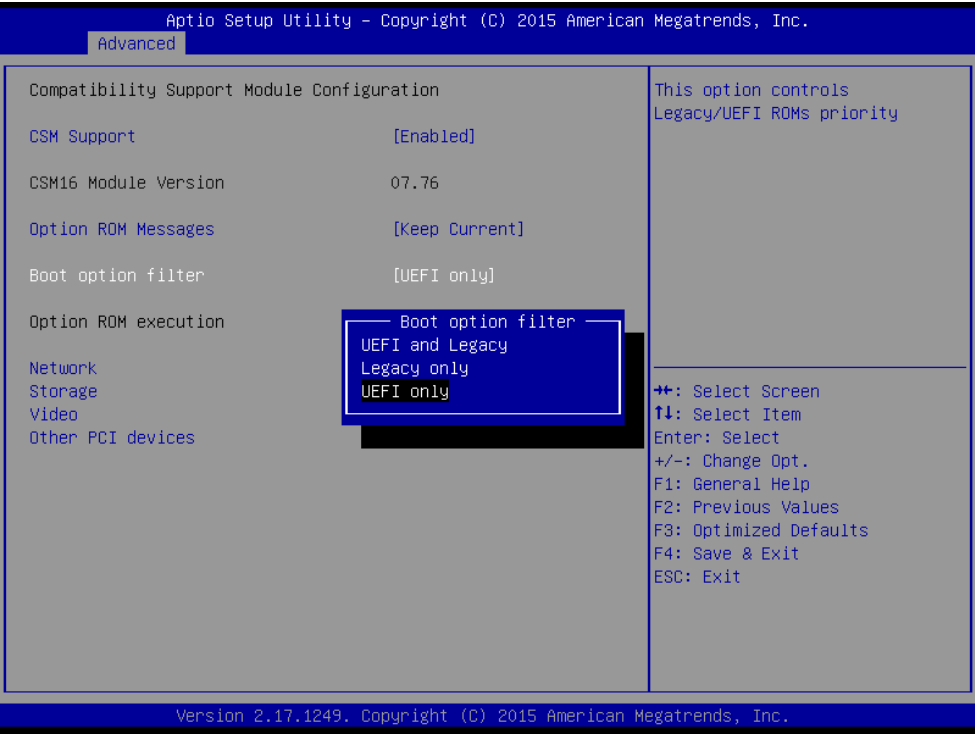 Aptio Setup Utility – Copyright (C) 2015 American Megatrends, Inc.
Advanced
Compatibility Support Module Configuration
CSM Support [Enabled]
CSM16 Module Version 07.76
Option ROM Messages [Keep Current]
Boot option filter [UEFI only]
Option ROM execution
Network
Storage
Video
Other PCI devices
Boot option filter
UEFI and Legacy
Legacy only
UEFI only
This option controls
Legacy/UEFI ROMs priority
→←: Select Screen
↑↓: Select Item
Enter: Select
+/-: Change Opt.
F1: General Help
F2: Previous Values
F3: Optimized Defaults
F4: Save & Exit
ESC: Exit
Version 2.17.1249. Copyright (C) 2015 American Megatrends, Inc.